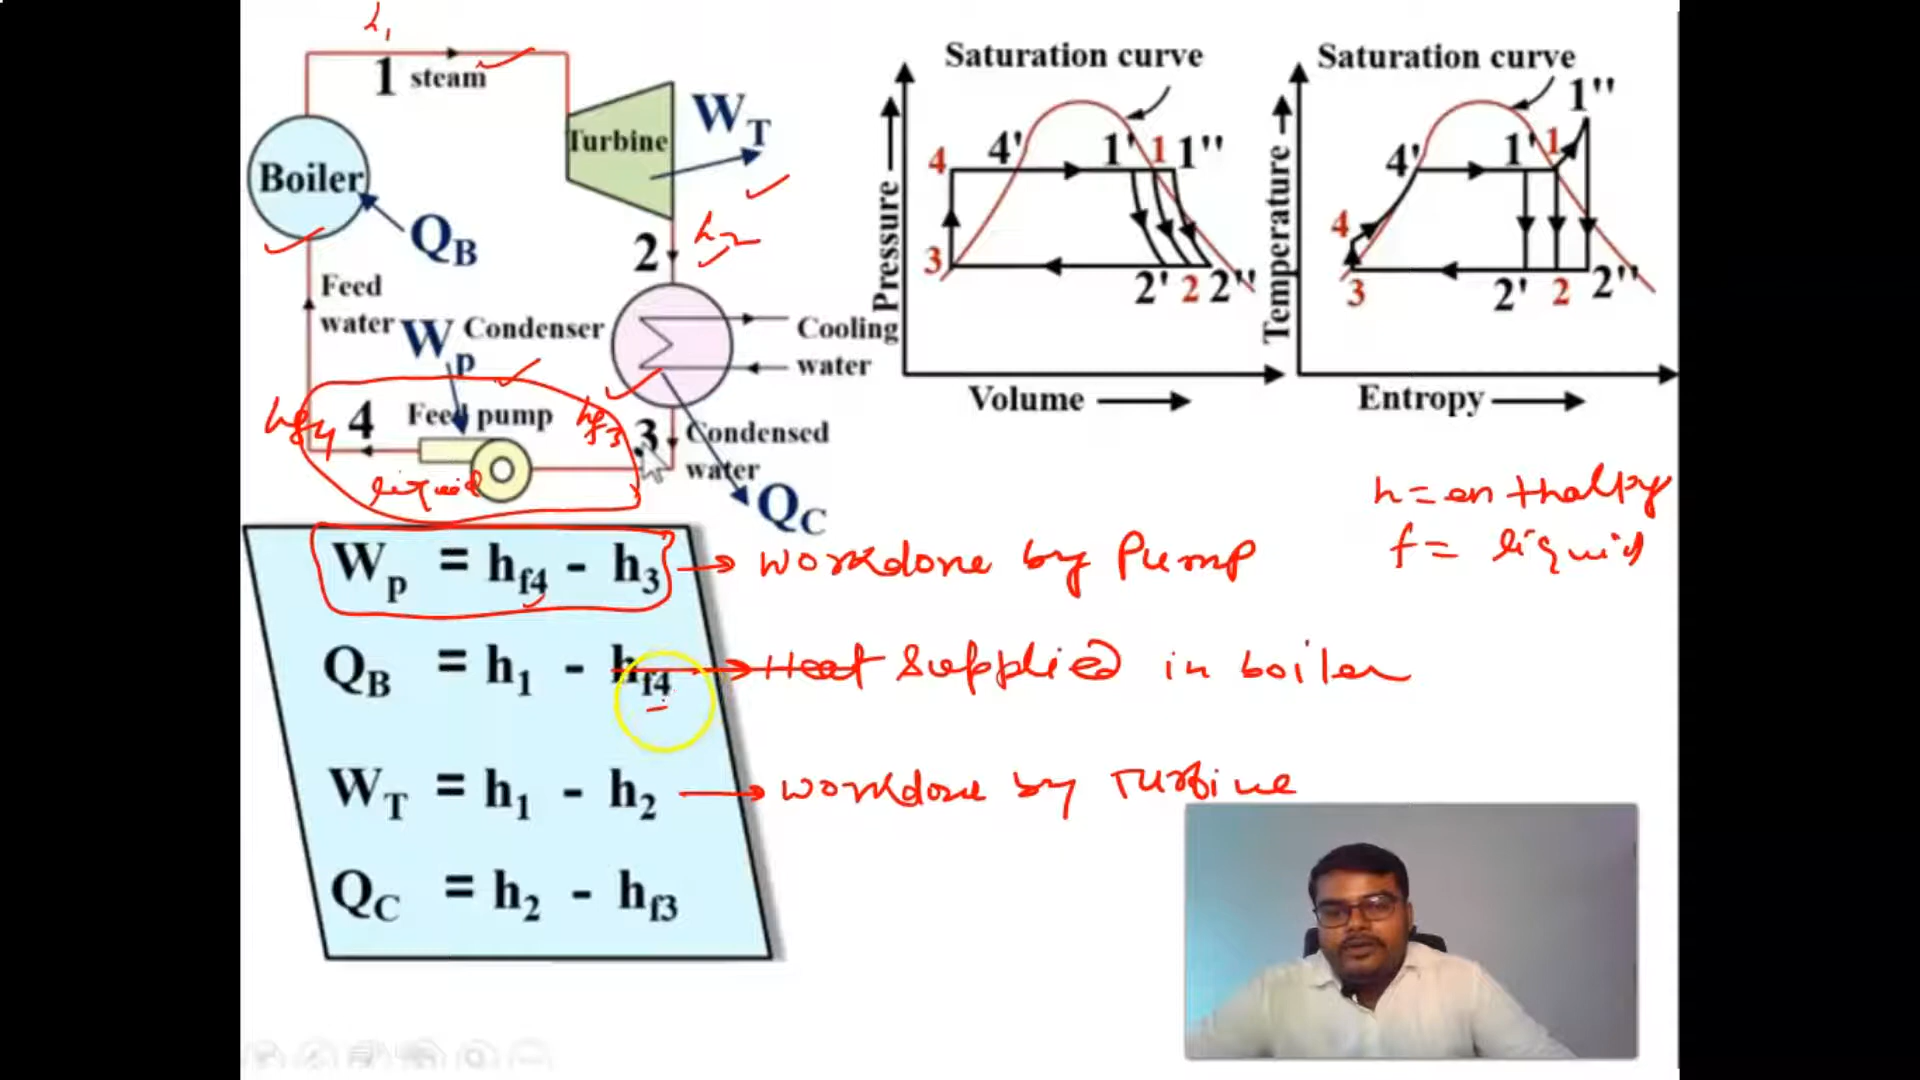 h1
1 steam
Boiler
Turbine
WT
QB
2
h2
Feed
water
Wp
Condenser
Cooling
water
hf4
4
Feed pump
hf3
3
Condensed
water
liquid
QC
Saturation curve
Pressure
4
4'
1'
1
1"
3
2'
2
2"
Volume
Saturation curve
Temperature
1"
4'
1'
1
4
3
2'
2
2"
Entropy
h = enthalpy
f = liquid
Wp = hf4 - h3 → workdone by Pump
QB = h1 - hf4 → Heat supplied in boiler
WT = h1 - h2 → workdone by Turbine
QC = h2 - hf3